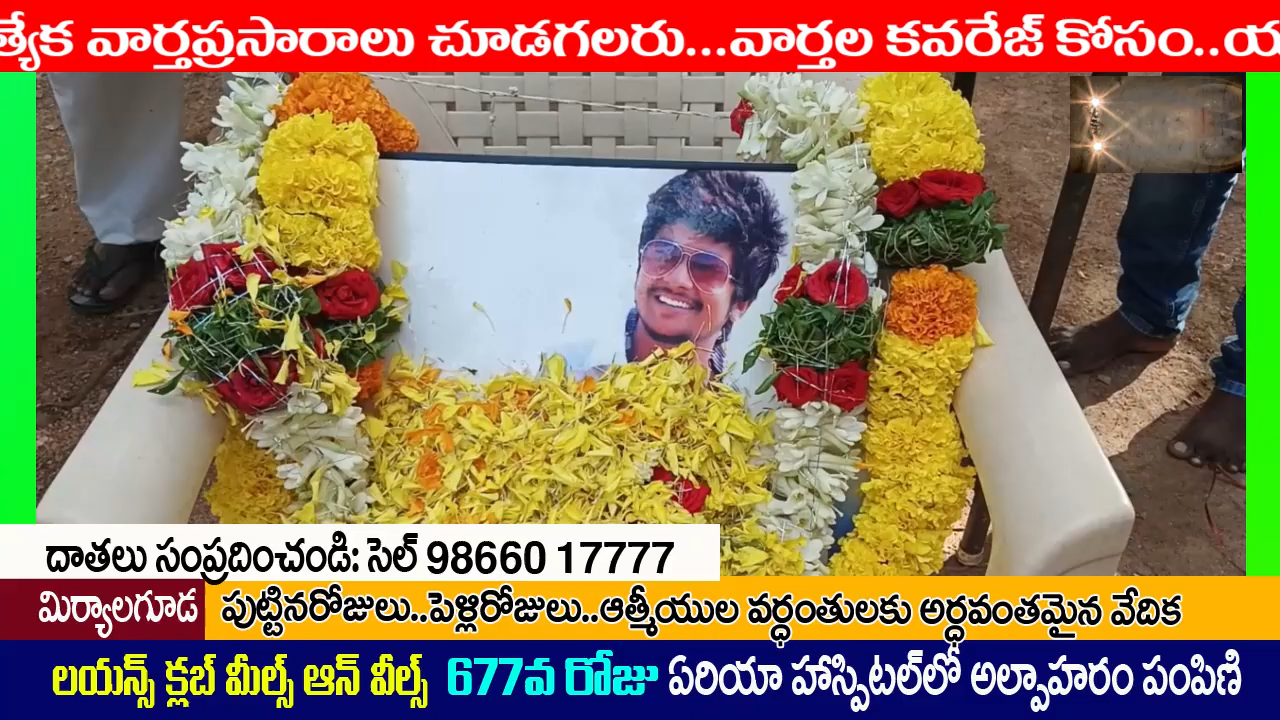 త్యేక వార్తప్రసారాలు చూడగలరు...వార్తల కవరేజ్ కోసం..య
దాతలు సంప్రదించండి: సెల్ 98660 17777
మిర్యాలగూడ పుట్టినరోజులు..పెళ్లిరోజులు..ఆత్మీయుల వర్ధంతులకు అర్ధవంతమైన వేదిక
లయన్స్ క్లబ్ మీల్స్ ఆన్ వీల్స్ 677వ రోజు ఏరియా హాస్పిటల్‌లో అల్పాహారం పంపిణి